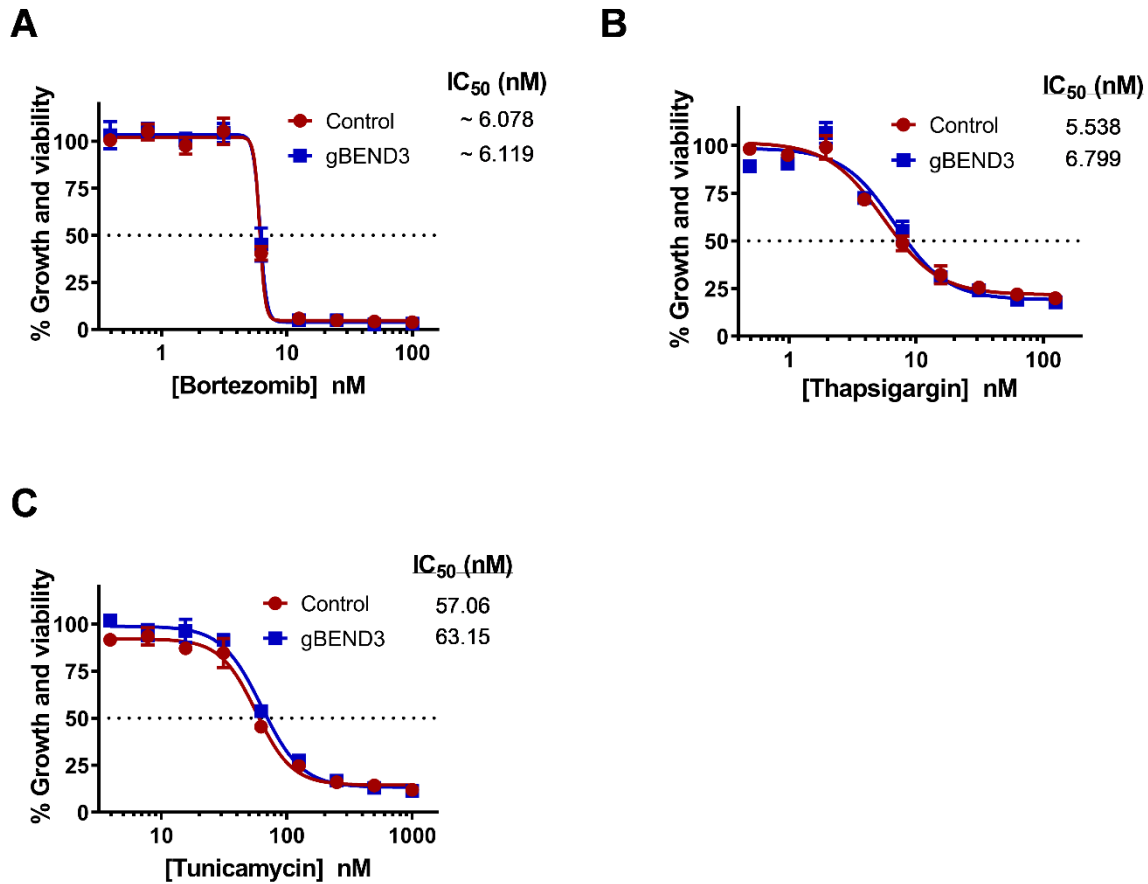 A
IC50 (nM)
Control ~ 6.078
gBEND3 ~ 6.119
% Growth and viability
100
75
50
25
0
1 10 100
[Bortezomib] nM
B
IC50 (nM)
Control 5.538
gBEND3 6.799
% Growth and viability
100
75
50
25
0
1 10 100
[Thapsigargin] nM
C
IC50 (nM)
Control 57.06
gBEND3 63.15
% Growth and viability
100
75
50
25
0
10 100 1000
[Tunicamycin] nM